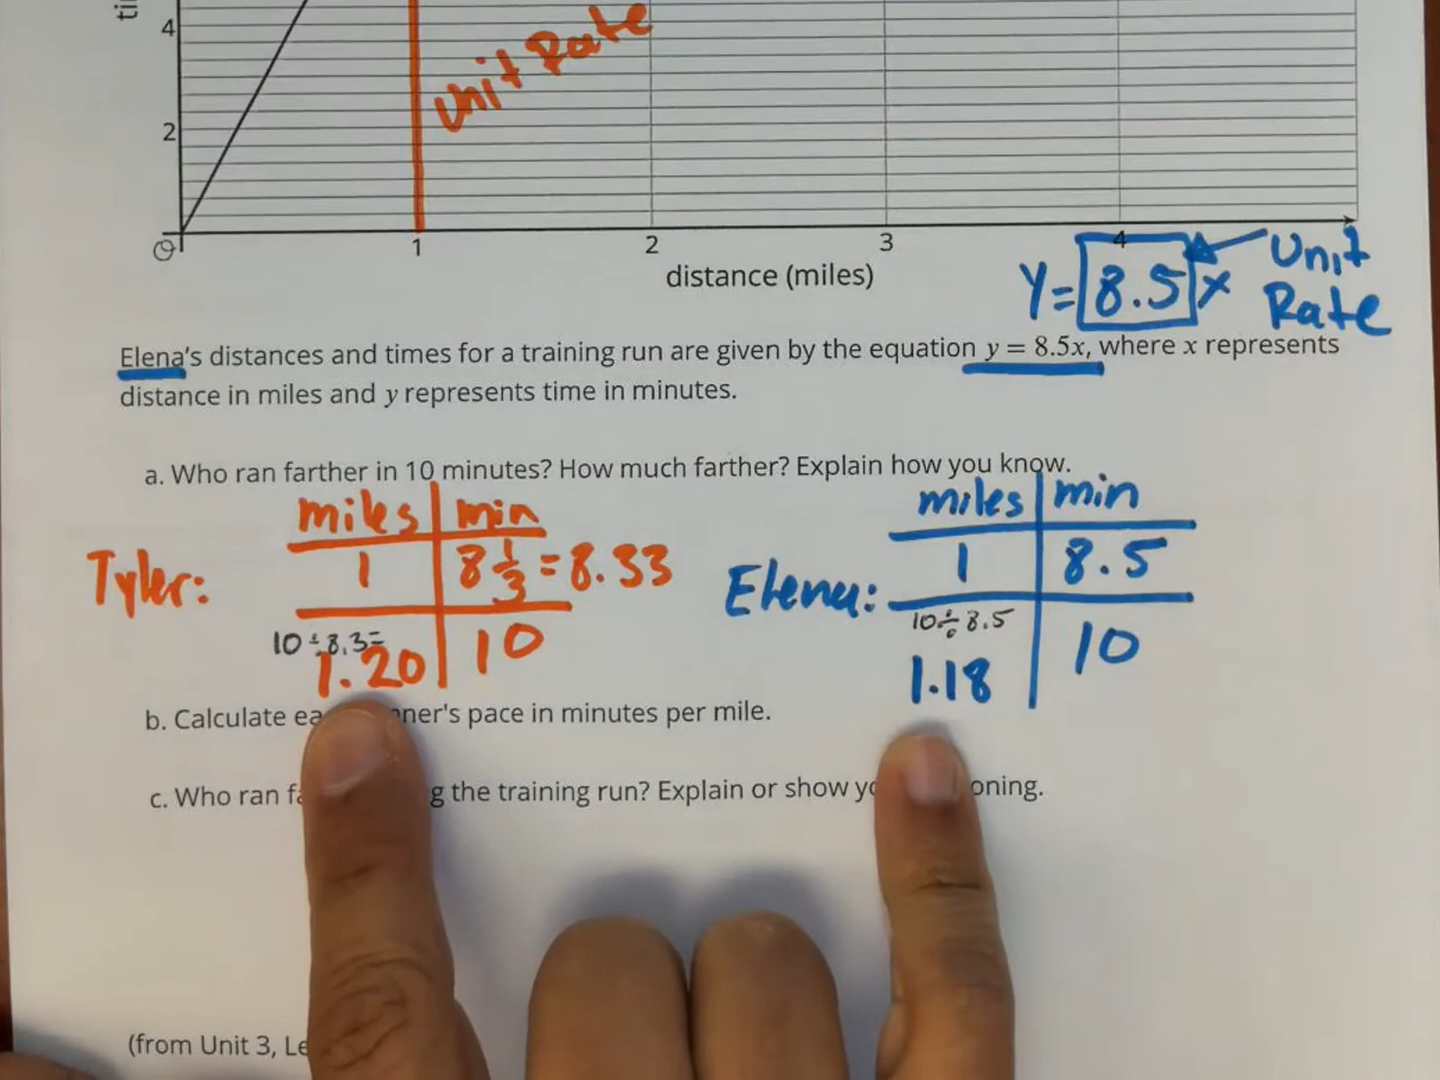 4
Unit Rate
2
1 2 3 4
distance (miles)
Y = 8.5 x
Unit Rate
Elena's distances and times for a training run are given by the equation y = 8.5x, where x represents
distance in miles and y represents time in minutes.
a. Who ran farther in 10 minutes? How much farther? Explain how you know.
Tyler:
miles min
1 8 1/3 = 8.33
10 ÷ 8.3 =
1.20 10
Elena:
miles min
1 8.5
10 ÷ 8.5
1.18 10
b. Calculate pace in minutes per mile.
c. Who ran the training run? Explain or show
(from Unit 3,